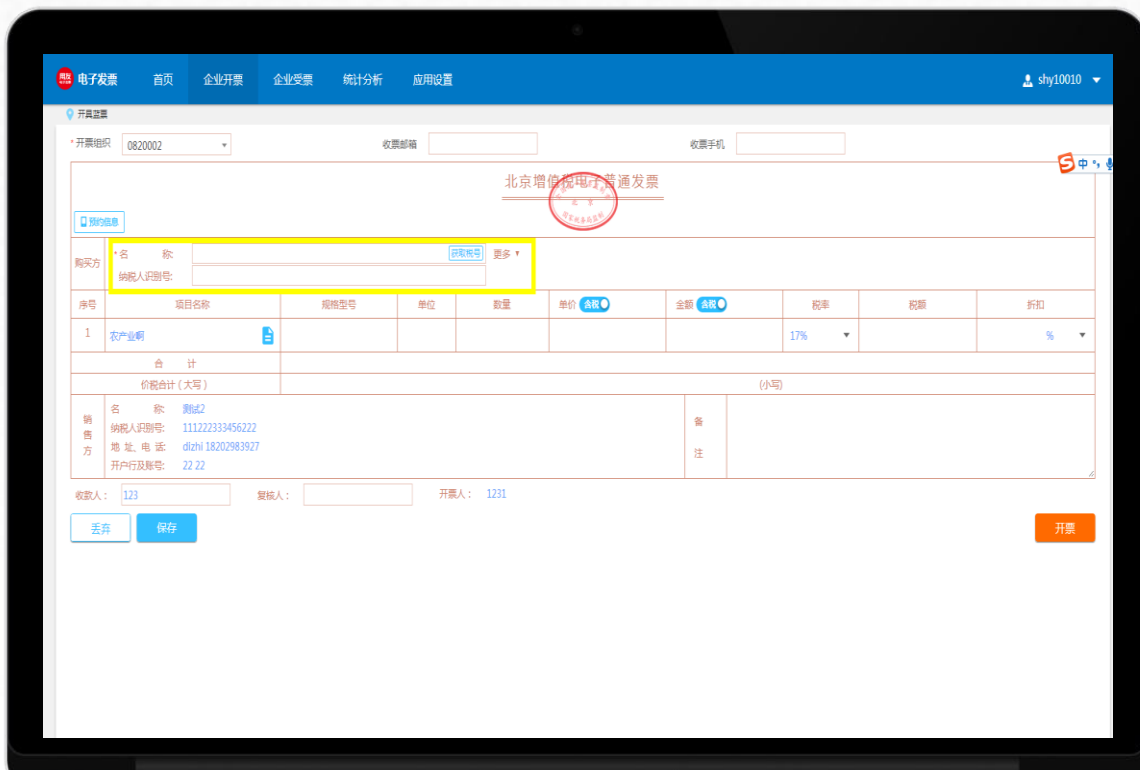 用友 电子发票 首页 企业开票 企业受票 统计分析 应用设置 shy10010
开具蓝票
*开票组织 0820002 收票邮箱 收票手机
中
北京增值税电子普通发票
北 京
预约信息
购买方
*名 称: 获取税号 更多
纳税人识别号:
序号 项目名称 规格型号 单位 数量 单价 含税 金额 含税 税率 税额 折扣
1 农产业啊 17% %
合 计
价税合计(大写) (小写)
销售方
名 称: 测试2
纳税人识别号: 111222333456222
地 址、电 话: dizhi 18202983927
开户行及账号: 22 22
备注
收款人: 123 复核人: 开票人: 1231
丢弃 保存 开票